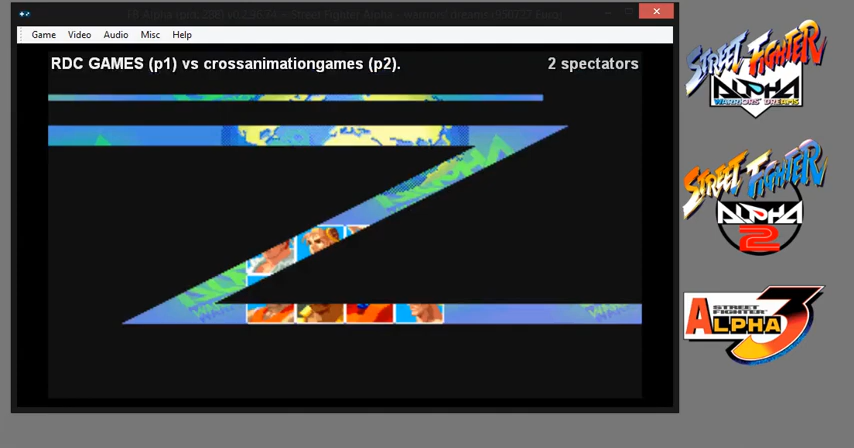 Game Video Audio Misc Help
RDC GAMES (p1) vs crossanimationgames (p2). 2 spectators
STREET FIGHTER
ALPHA
WARRIORS' DREAMS
STREET FIGHTER
ALPHA
2
STREET
FIGHTER
ALPHA 3